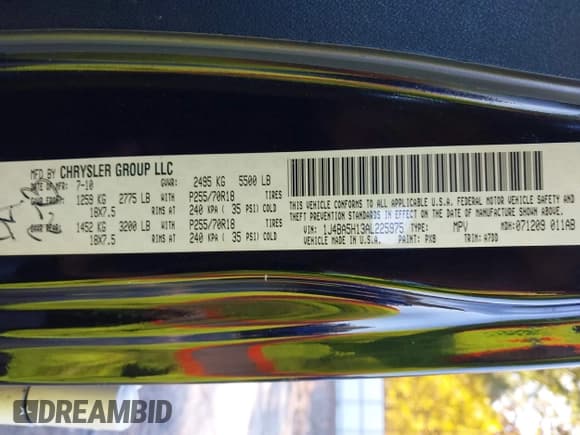 MFD BY CHRYSLER GROUP LLC
DATE OF MFR 7-10 GVWR: 2495 KG 5500 LB
GAWR FRONT 1259 KG 2775 LB WITH P255/70R18 TIRES
18X7.5 RIMS AT 240 KPA ( 35 PSI) COLD
GAWR REAR 1452 KG 3200 LB WITH P255/70R18 TIRES
18X7.5 RIMS AT 240 KPA ( 35 PSI) COLD
THIS VEHICLE CONFORMS TO ALL APPLICABLE U.S.A. FEDERAL MOTOR VEHICLE SAFETY
AND THEFT PREVENTION STANDARDS IN EFFECT ON THE DATE OF MANUFACTURE SHOWN ABOVE.
VIN: 1J4BA5H13AL225975 TYPE: MPV MDH: 071209 011AB
MADE IN U.S.A. PAINT: PX8 TRIM: A7DD
DREAMBID